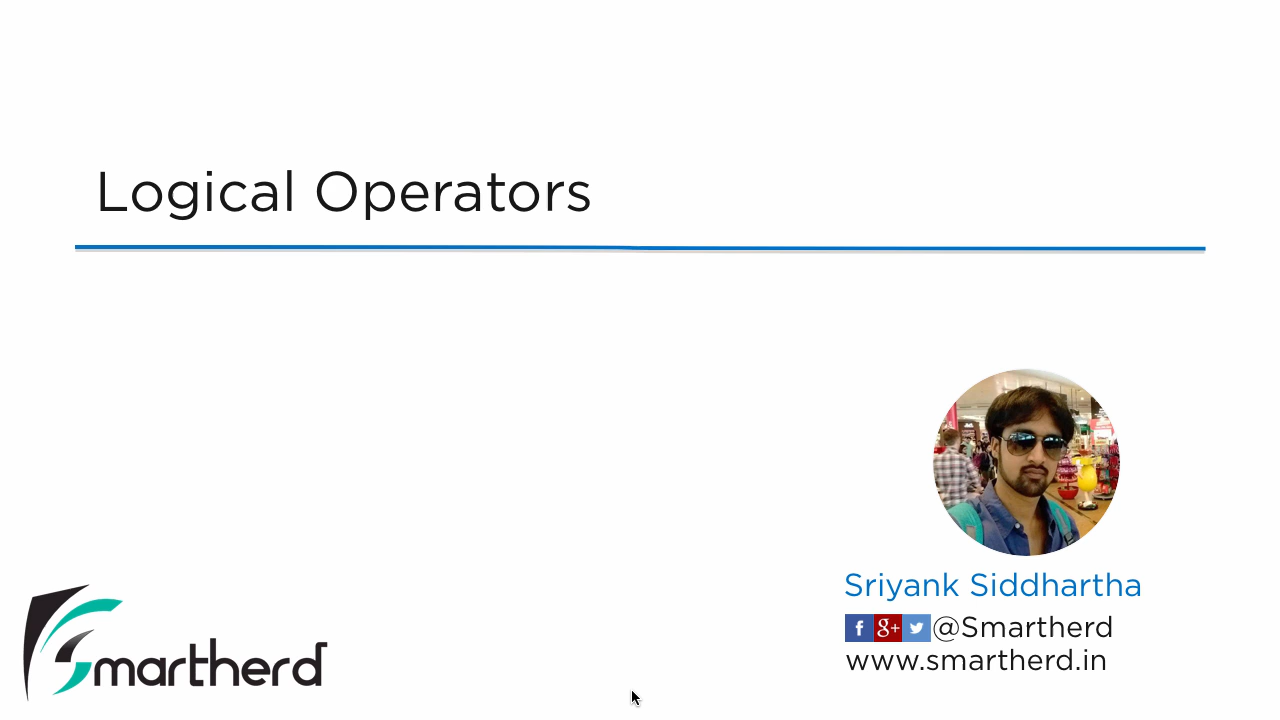 Logical Operators
Sriyank Siddhartha
f g+ @Smartherd
www.smartherd.in
Smartherd